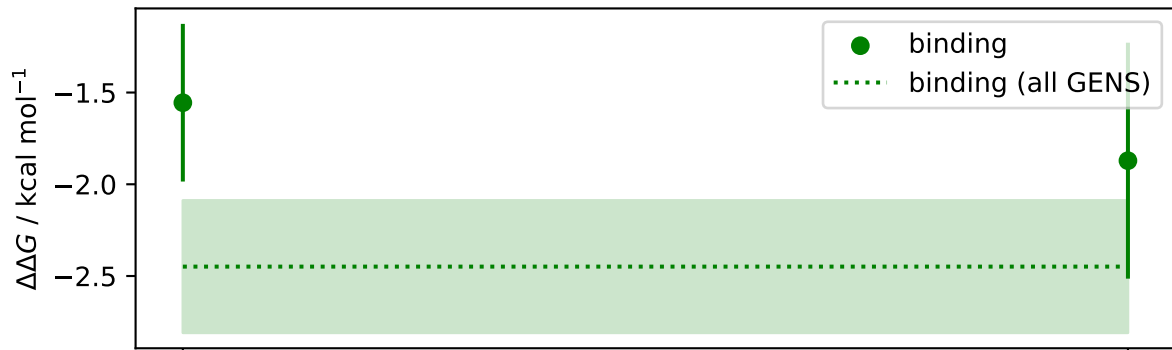 binding
binding (all GENS)
−1.5
−2.0
−2.5
ΔΔG / kcal mol⁻¹